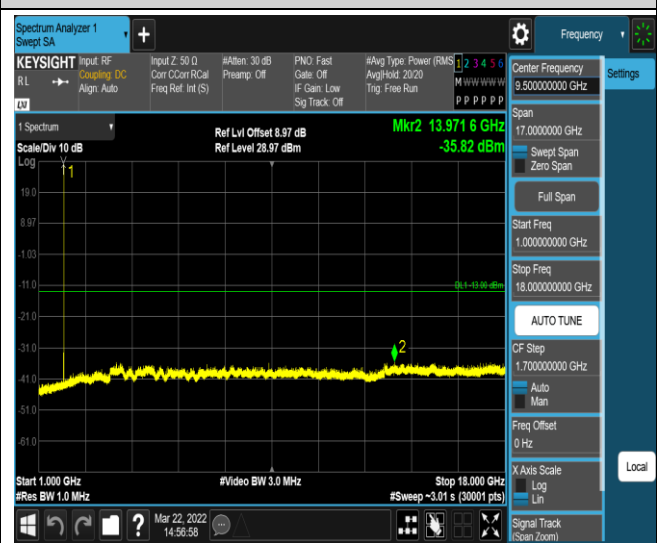 Spectrum Analyzer 1
Swept SA
+
Frequency
KEYSIGHT
RL
LXI
Input: RF
Coupling: DC
Align: Auto
Input Z: 50 Ω
Corr CCorr RCal
Freq Ref: Int (S)
#Atten: 30 dB
Preamp: Off
PNO: Fast
Gate: Off
IF Gain: Low
Sig Track: Off
#Avg Type: Power (RMS
Avg|Hold: 20/20
Trig: Free Run
1 2 3 4 5 6
M W W W W W
P P P P P P
1 Spectrum
Scale/Div 10 dB
Ref Lvl Offset 8.97 dB
Ref Level 28.97 dBm
Mkr2 13.971 6 GHz
-35.82 dBm
Log
1
19.0
8.97
-1.03
-11.0
DL1 -13.00 dBm
-21.0
-31.0
2
-41.0
-51.0
-61.0
Start 1.000 GHz
#Res BW 1.0 MHz
#Video BW 3.0 MHz
Stop 18.000 GHz
#Sweep ~3.01 s (30001 pts)
?
Mar 22, 2022
14:56:58
Center Frequency
9.500000000 GHz
Settings
Span
17.0000000 GHz
Swept Span
Zero Span
Full Span
Start Freq
1.000000000 GHz
Stop Freq
18.000000000 GHz
AUTO TUNE
CF Step
1.700000000 GHz
Auto
Man
Freq Offset
0 Hz
X Axis Scale
Log
Lin
Local
Signal Track
(Span Zoom)